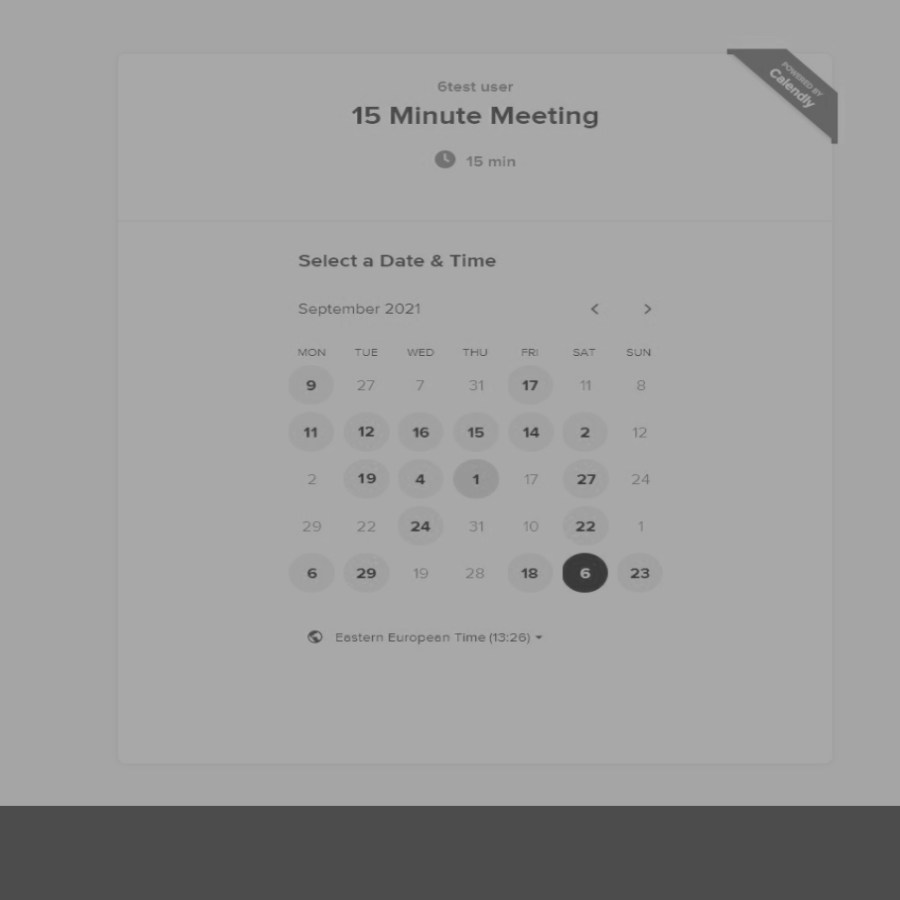 POWERED BY
Calendly
6test user
15 Minute Meeting
15 min
Select a Date & Time
September 2021
MON TUE WED THU FRI SAT SUN
9 27 7 31 17 11 8
11 12 16 15 14 2 12
2 19 4 1 17 27 24
29 22 24 31 10 22 1
6 29 19 28 18 6 23
Eastern European Time (13:26)